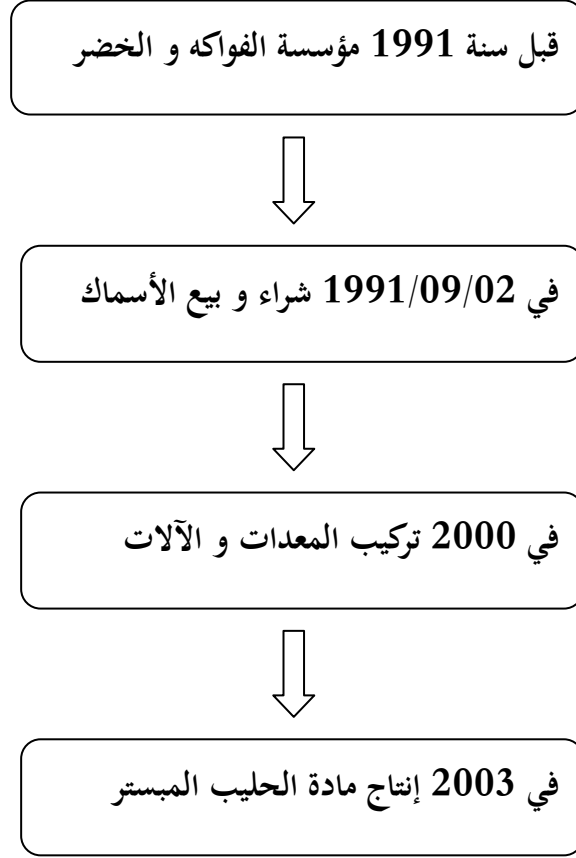 قبل سنة 1991 مؤسسة الفواكه و الخضر
في 1991/09/02 شراء و بيع الأسماك
في 2000 تركيب المعدات و الآلات
في 2003 إنتاج مادة الحليب المبستر